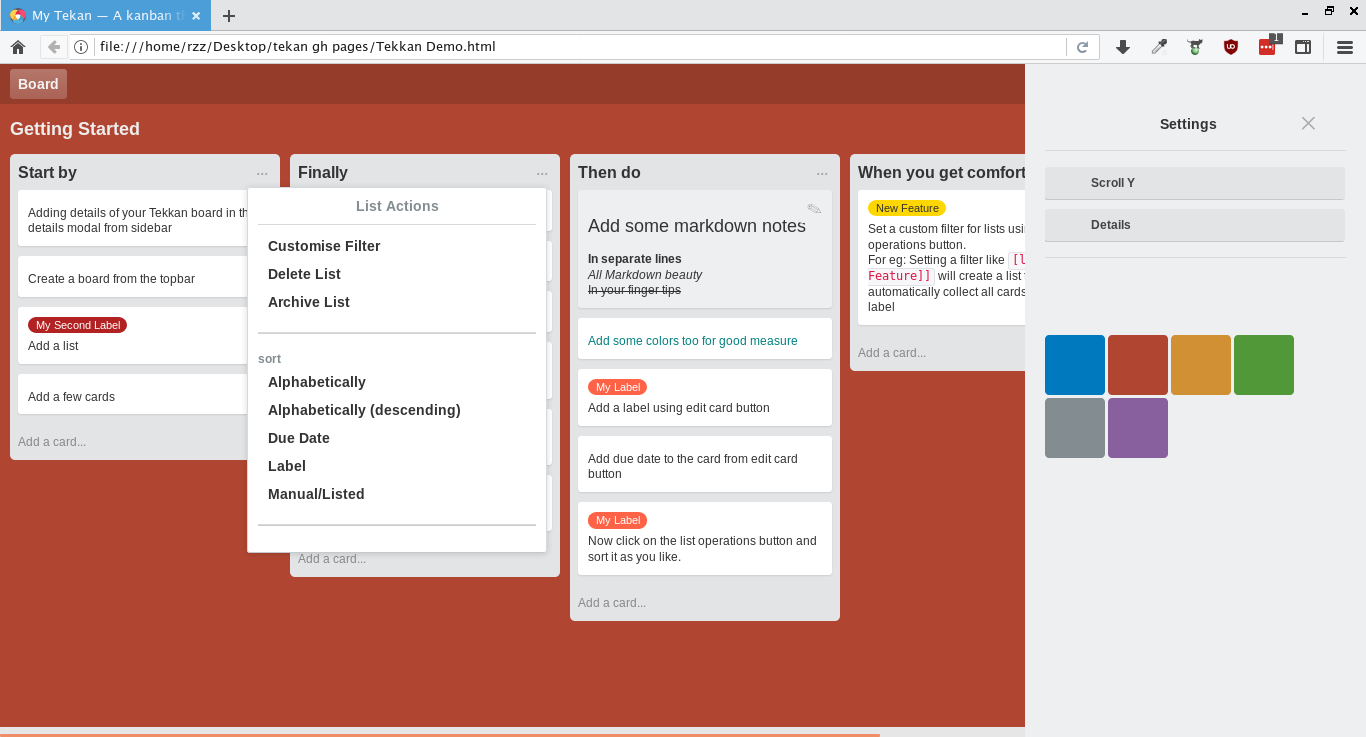 My Tekan — A kanban t
file:///home/rzz/Desktop/tekan gh pages/Tekkan Demo.html
1
Board
Getting Started
Start by
...
Adding details of your Tekkan board in th
details modal from sidebar
Create a board from the topbar
My Second Label
Add a list
Add a few cards
Add a card...
Finally
...
Add a card...
List Actions
Customise Filter
Delete List
Archive List
sort
Alphabetically
Alphabetically (descending)
Due Date
Label
Manual/Listed
Then do
...
Add some markdown notes
In separate lines
All Markdown beauty
In your finger tips
Add some colors too for good measure
My Label
Add a label using edit card button
Add due date to the card from edit card
button
My Label
Now click on the list operations button and
sort it as you like.
Add a card...
When you get comfort
New Feature
Set a custom filter for lists usi
operations button.
For eg: Setting a filter like [l
Feature]] will create a list
automatically collect all cards
label
Add a card...
Settings
Scroll Y
Details